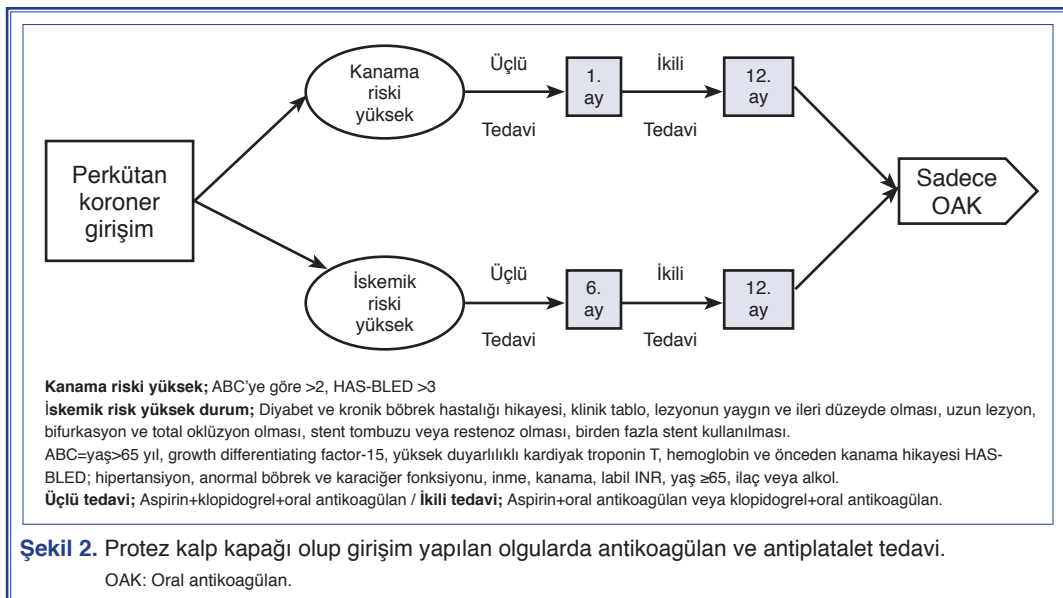 Perkütan
koroner
girişim
Kanama
riski
yüksek
Üçlü
Tedavi
1.
ay
İkili
Tedavi
12.
ay
İskemik
riski
yüksek
Üçlü
Tedavi
6.
ay
İkili
Tedavi
12.
ay
Sadece
OAK
Kanama riski yüksek; ABC'ye göre >2, HAS-BLED >3
İskemik risk yüksek durum; Diyabet ve kronik böbrek hastalığı hikayesi, klinik tablo, lezyonun yaygın ve ileri düzeyde olması, uzun lezyon,
bifurkasyon ve total oklüzyon olması, stent tombuzu veya restenoz olması, birden fazla stent kullanılması.
ABC=yaş>65 yıl, growth differentiating factor-15, yüksek duyarlılıklı kardiyak troponin T, hemoglobin ve önceden kanama hikayesi HAS-
BLED; hipertansiyon, anormal böbrek ve karaciğer fonksiyonu, inme, kanama, labil INR, yaş ≥65, ilaç veya alkol.
Üçlü tedavi; Aspirin+klopidogrel+oral antikoagülan / İkili tedavi; Aspirin+oral antikoagülan veya klopidogrel+oral antikoagülan.
Şekil 2. Protez kalp kapağı olup girişim yapılan olgularda antikoagülan ve antiplatalet tedavi.
OAK: Oral antikoagülan.